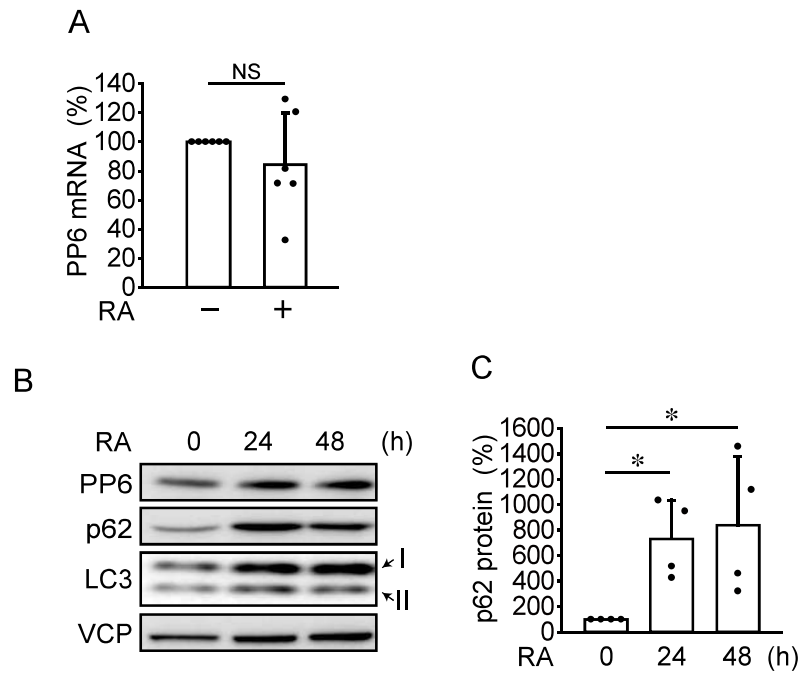 A
NS
PP6 mRNA (%)
140
120
100
80
60
40
20
0
RA − +
B
RA 0 24 48 (h)
PP6
p62
LC3
I
II
VCP
C
*
*
p62 protein (%)
1600
1400
1200
1000
800
600
400
200
0
RA 0 24 48 (h)